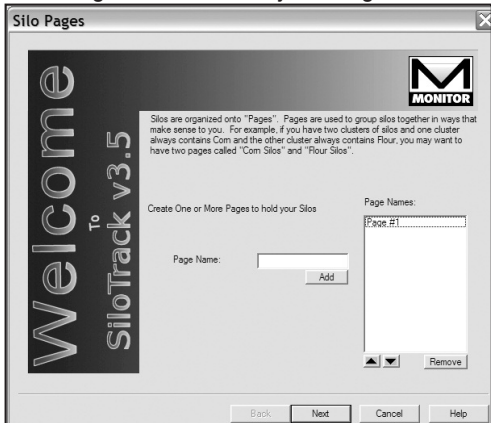 Silo Pages
Welcome
To
SiloTrack v3.5
MONITOR
Silos are organized onto "Pages". Pages are used to group silos together in ways that
make sense to you. For example, if you have two clusters of silos and one cluster
always contains Corn and the other cluster always contains Flour, you may want to
have two pages called "Corn Silos" and "Flour Silos".
Create One or More Pages to hold your Silos
Page Names:
Page #1
Page Name:
Add
Remove
Back Next Cancel Help